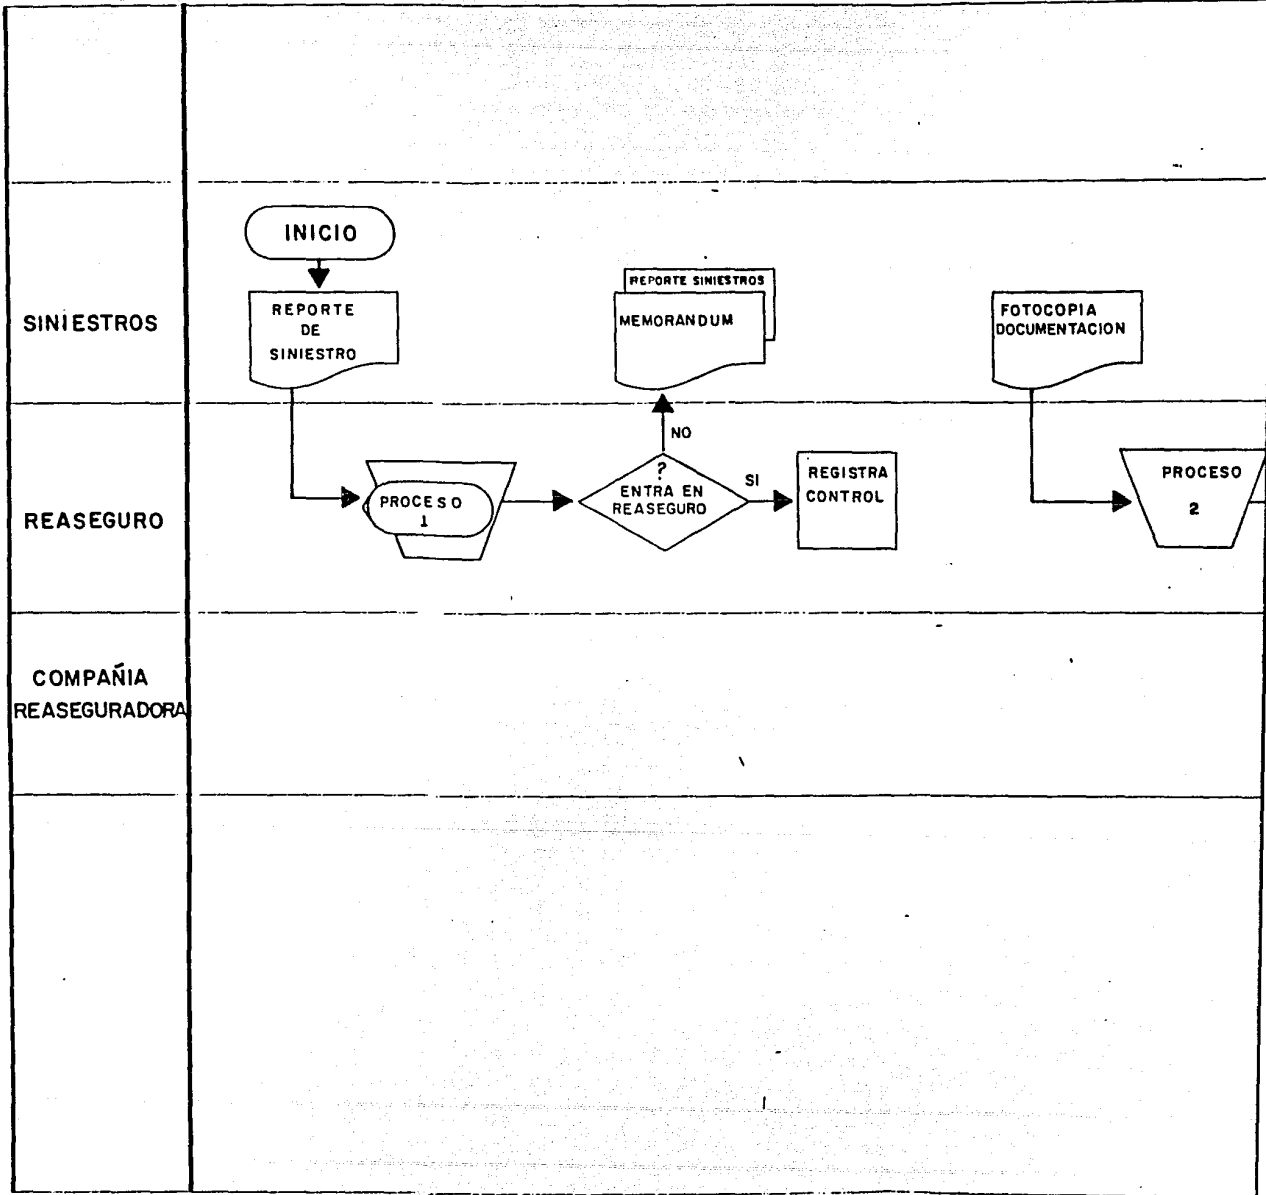 SINIESTROS
INICIO
REPORTE
DE
SINIESTRO
REPORTE SINIESTROS
MEMORANDUM
FOTOCOPIA
DOCUMENTACION
REASEGURO
PROCESO
1
NO
?
ENTRA EN
REASEGURO
SI
REGISTRA
CONTROL
PROCESO
2
COMPAÑIA
REASEGURADORA